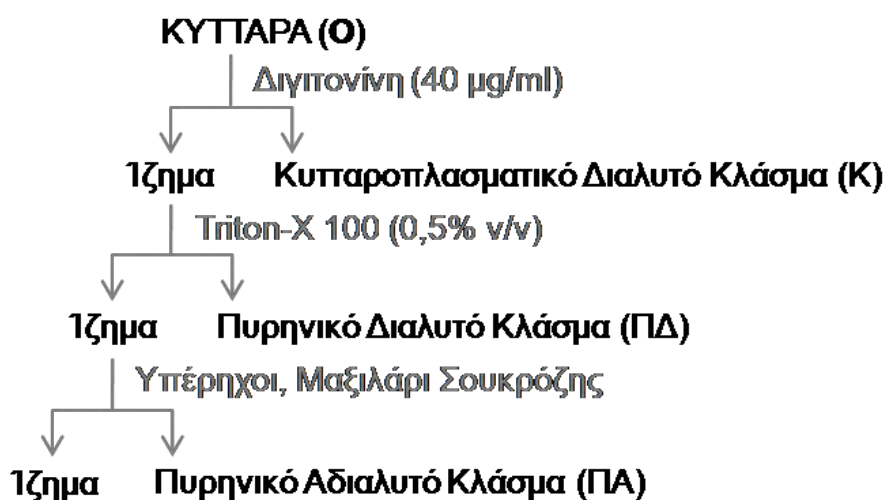 ΚΥΤΤΑΡΑ (Ο)
Διγιτονίνη (40 μg/ml)
Ίζημα Κυτταροπλασματικό Διαλυτό Κλάσμα (Κ)
Triton-X 100 (0,5% v/v)
Ίζημα Πυρηνικό Διαλυτό Κλάσμα (ΠΔ)
Υπέρηχοι, Μαξιλάρι Σουκρόζης
Ίζημα Πυρηνικό Αδιαλυτό Κλάσμα (ΠΑ)